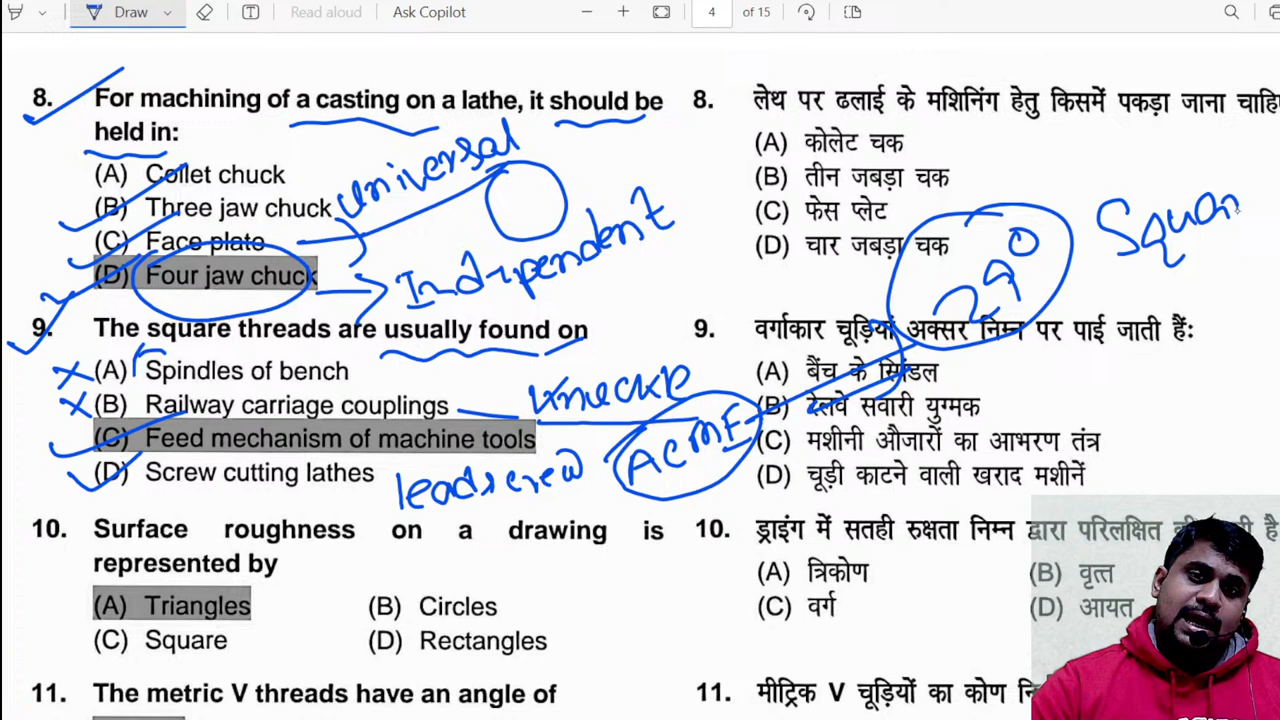 Draw
Read aloud
Ask Copilot
4
of 15
8. For machining of a casting on a lathe, it should be
held in:
(A) Collet chuck
(B) Three jaw chuck
(C) Face plate
(D) Four jaw chuck
universal
Independent
9. The square threads are usually found on
(A) Spindles of bench
(B) Railway carriage couplings
(C) Feed mechanism of machine tools
(D) Screw cutting lathes
leadscrew
ACME
29°
10. Surface roughness on a drawing is
represented by
(A) Triangles (B) Circles
(C) Square (D) Rectangles
11. The metric V threads have an angle of
8. लेथ पर ढलाई के मशिनिंग हेतु किसमें पकड़ा जाना
(A) कोलेट चक
(B) तीन जबड़ा चक
(C) फेस प्लेट
(D) चार जबड़ा चक
9. वर्गाकार चूड़ियां अक्सर निम्न पर पाई जाती हैं:
(A) बैंच के स्पिंडल
(B) रेलवे सवारी युग्मक
(C) मशीनी औजारों का आभरण तंत्र
(D) चूड़ी काटने वाली खराद मशीनें
10. ड्राइंग में सतही रुक्षता निम्न द्वारा परिलक्षित है
(A) त्रिकोण (B) वृत्त
(C) वर्ग (D) आयत
11. मीट्रिक V चूड़ियों का कोण